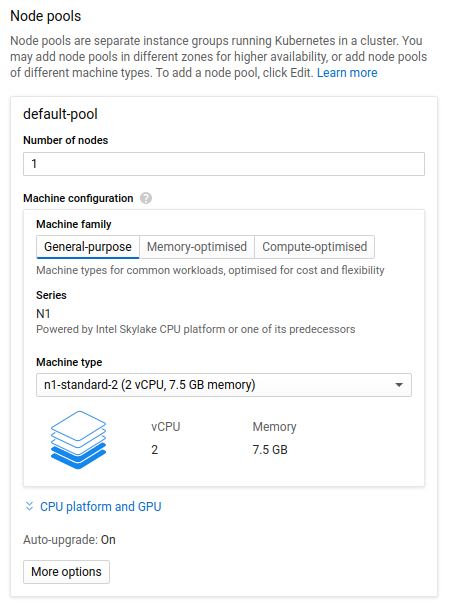 Node pools
Node pools are separate instance groups running Kubernetes in a cluster. You
may add node pools in different zones for higher availability, or add node pools
of different machine types. To add a node pool, click Edit. Learn more
default-pool
Number of nodes
1
Machine configuration ?
Machine family
General-purpose Memory-optimised Compute-optimised
Machine types for common workloads, optimised for cost and flexibility
Series
N1
Powered by Intel Skylake CPU platform or one of its predecessors
Machine type
n1-standard-2 (2 vCPU, 7.5 GB memory)
vCPU Memory
2 7.5 GB
CPU platform and GPU
Auto-upgrade: On
More options